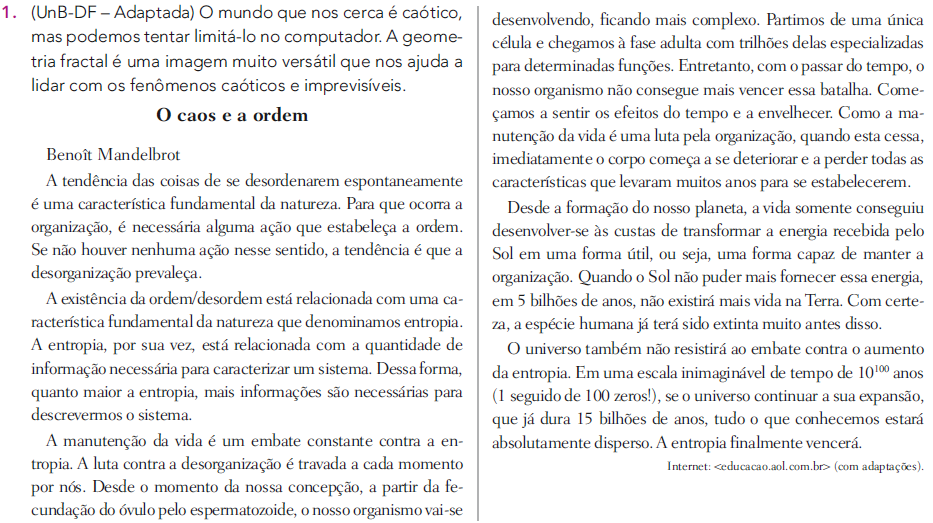 1. (UnB-DF – Adaptada) O mundo que nos cerca é caótico,
mas podemos tentar limitá-lo no computador. A geome-
tria fractal é uma imagem muito versátil que nos ajuda a
lidar com os fenômenos caóticos e imprevisíveis.
O caos e a ordem
Benoît Mandelbrot
A tendência das coisas de se desordenarem espontaneamente
é uma característica fundamental da natureza. Para que ocorra a
organização, é necessária alguma ação que estabeleça a ordem.
Se não houver nenhuma ação nesse sentido, a tendência é que a
desorganização prevaleça.
A existência da ordem/desordem está relacionada com uma ca-
racterística fundamental da natureza que denominamos entropia.
A entropia, por sua vez, está relacionada com a quantidade de
informação necessária para caracterizar um sistema. Dessa forma,
quanto maior a entropia, mais informações são necessárias para
descrevermos o sistema.
A manutenção da vida é um embate constante contra a en-
tropia. A luta contra a desorganização é travada a cada momento
por nós. Desde o momento da nossa concepção, a partir da fe-
cundação do óvulo pelo espermatozoide, o nosso organismo vai-se
desenvolvendo, ficando mais complexo. Partimos de uma única
célula e chegamos à fase adulta com trilhões delas especializadas
para determinadas funções. Entretanto, com o passar do tempo, o
nosso organismo não consegue mais vencer essa batalha. Come-
çamos a sentir os efeitos do tempo e a envelhecer. Como a ma-
nutenção da vida é uma luta pela organização, quando esta cessa,
imediatamente o corpo começa a se deteriorar e a perder todas as
características que levaram muitos anos para se estabelecerem.
Desde a formação do nosso planeta, a vida somente conseguiu
desenvolver-se às custas de transformar a energia recebida pelo
Sol em uma forma útil, ou seja, uma forma capaz de manter a
organização. Quando o Sol não puder mais fornecer essa energia,
em 5 bilhões de anos, não existirá mais vida na Terra. Com certe-
za, a espécie humana já terá sido extinta muito antes disso.
O universo também não resistirá ao embate contra o aumento
da entropia. Em uma escala inimaginável de tempo de 10¹⁰⁰ anos
(1 seguido de 100 zeros!), se o universo continuar a sua expansão,
que já dura 15 bilhões de anos, tudo o que conhecemos estará
absolutamente disperso. A entropia finalmente vencerá.
Internet: <educacao.aol.com.br> (com adaptações).